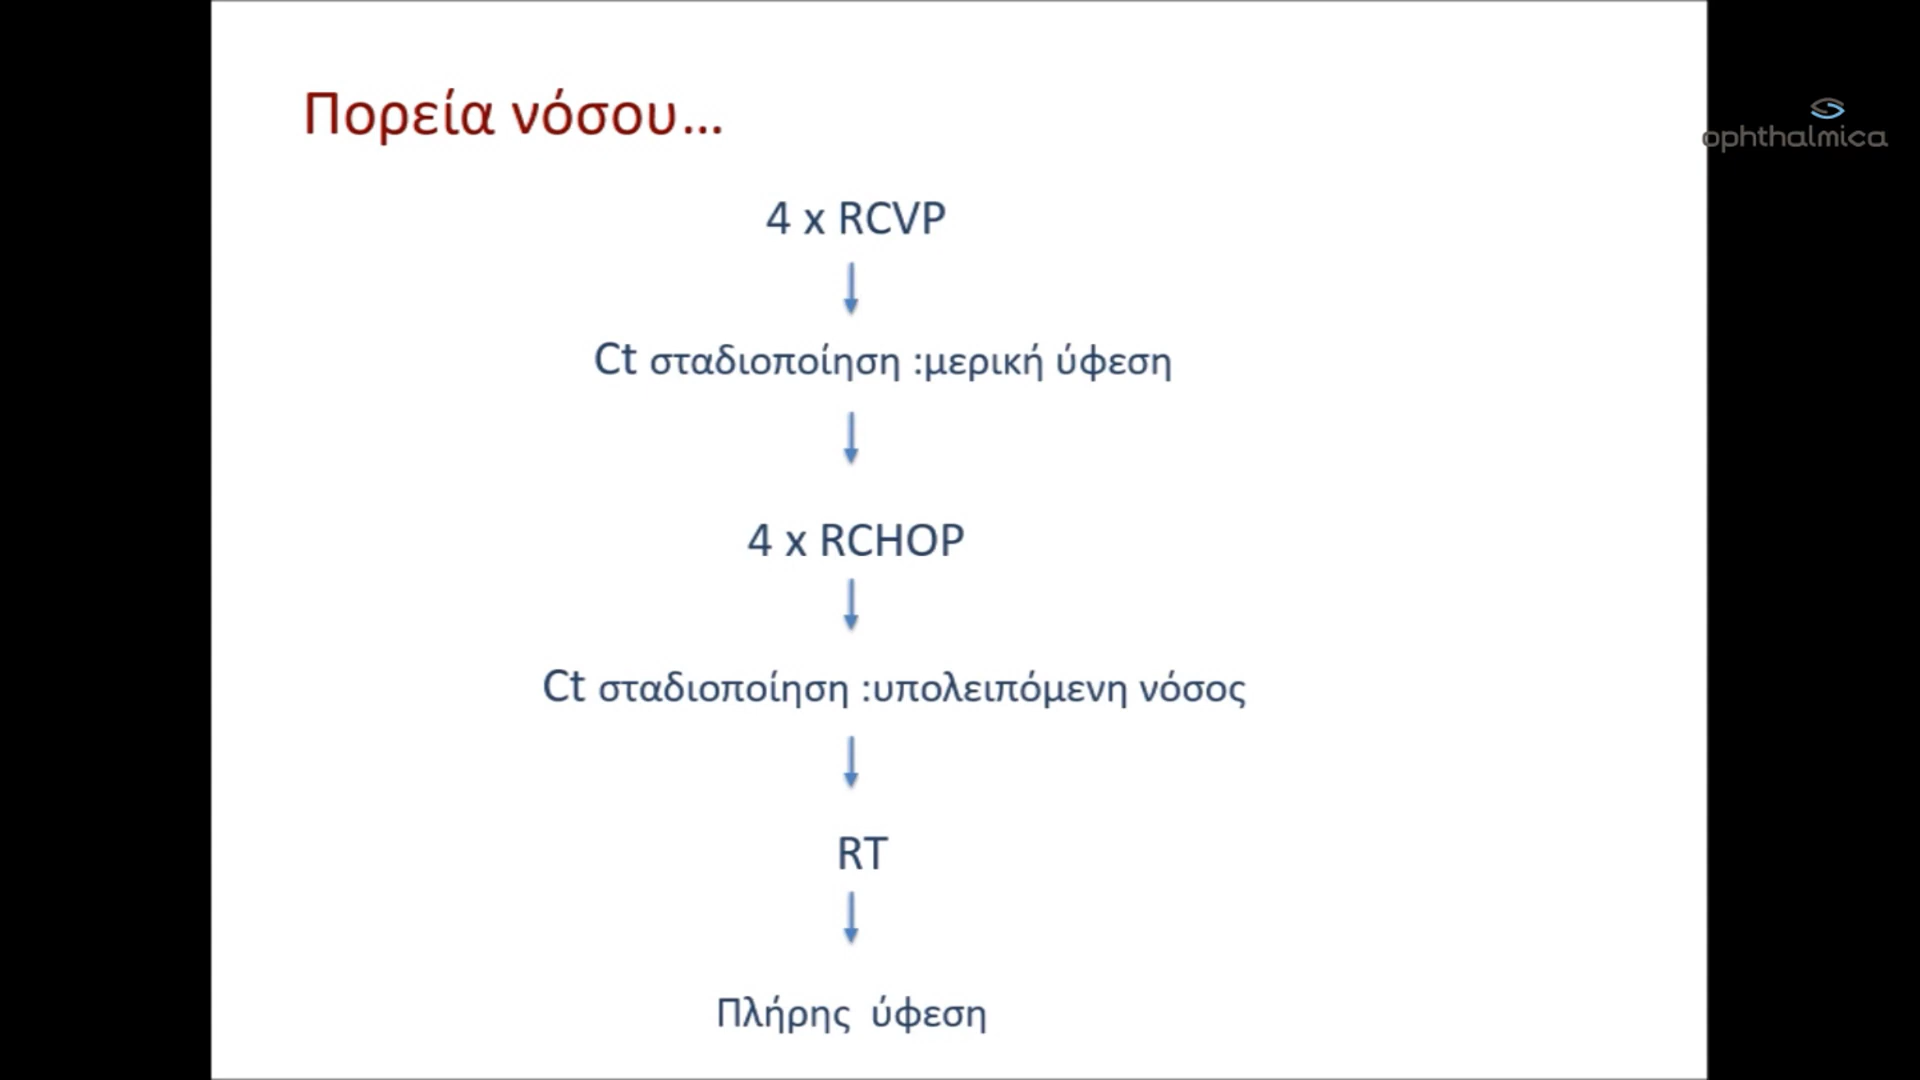 Πορεία νόσου...
ophthalmica
4 x RCVP
Ct σταδιοποίηση :μερική ύφεση
4 x RCHOP
Ct σταδιοποίηση :υπολειπόμενη νόσος
RT
Πλήρης ύφεση